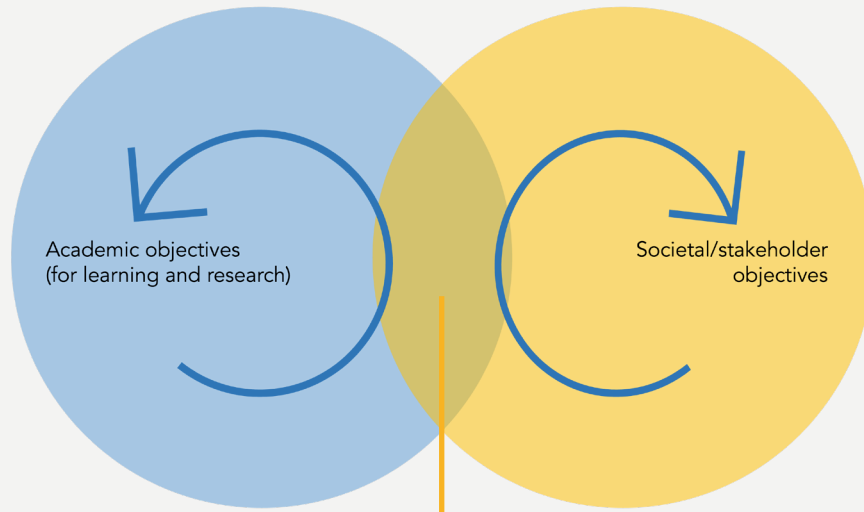 Academic objectives
(for learning and research)
Societal/stakeholder
objectives